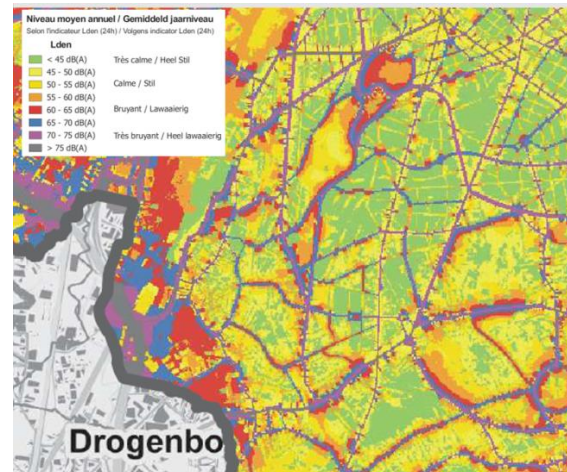 Niveau moyen annuel / Gemiddeld jaarniveau
Selon l'indicateur Lden (24h) / Volgens indicator Lden (24h)
Lden
< 45 dB(A) Très calme / Heel Stil
45 - 50 dB(A)
50 - 55 dB(A) Calme / Stil
55 - 60 dB(A)
60 - 65 dB(A) Bruyant / Lawaaierig
65 - 70 dB(A)
70 - 75 dB(A) Très bruyant / Heel lawaaierig
> 75 dB(A)
Drogenbo